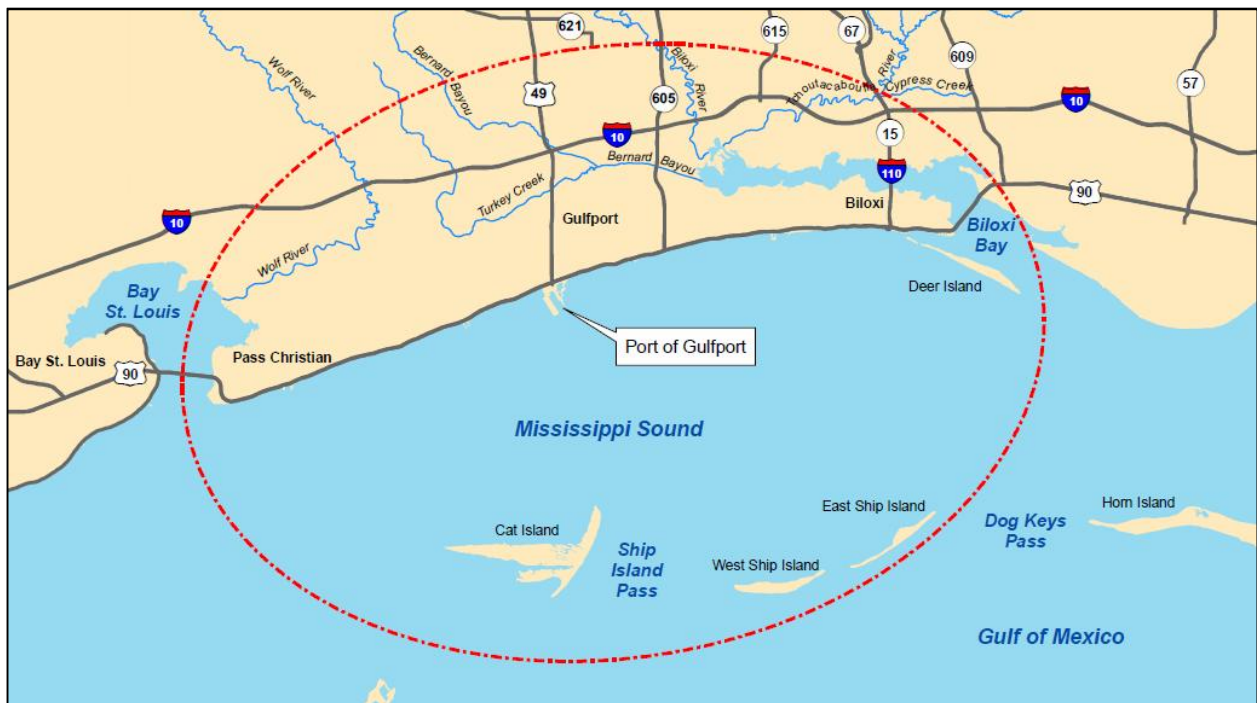 621
615
67
609
57
Wolf River
Bernard
Bayou
Biloxi
River
Tchoutacabouffa
River
Cypress Creek
49
605
10
10
15
Bernard Bayou
110
90
Turkey Creek
Gulfport
Biloxi
10
Biloxi
Bay
Wolf River
Bay
St. Louis
Deer Island
Port of Gulfport
Bay St. Louis
90
Pass Christian
Mississippi Sound
Cat Island
Ship
Island
Pass
East Ship Island
West Ship Island
Dog Keys
Pass
Horn Island
Gulf of Mexico